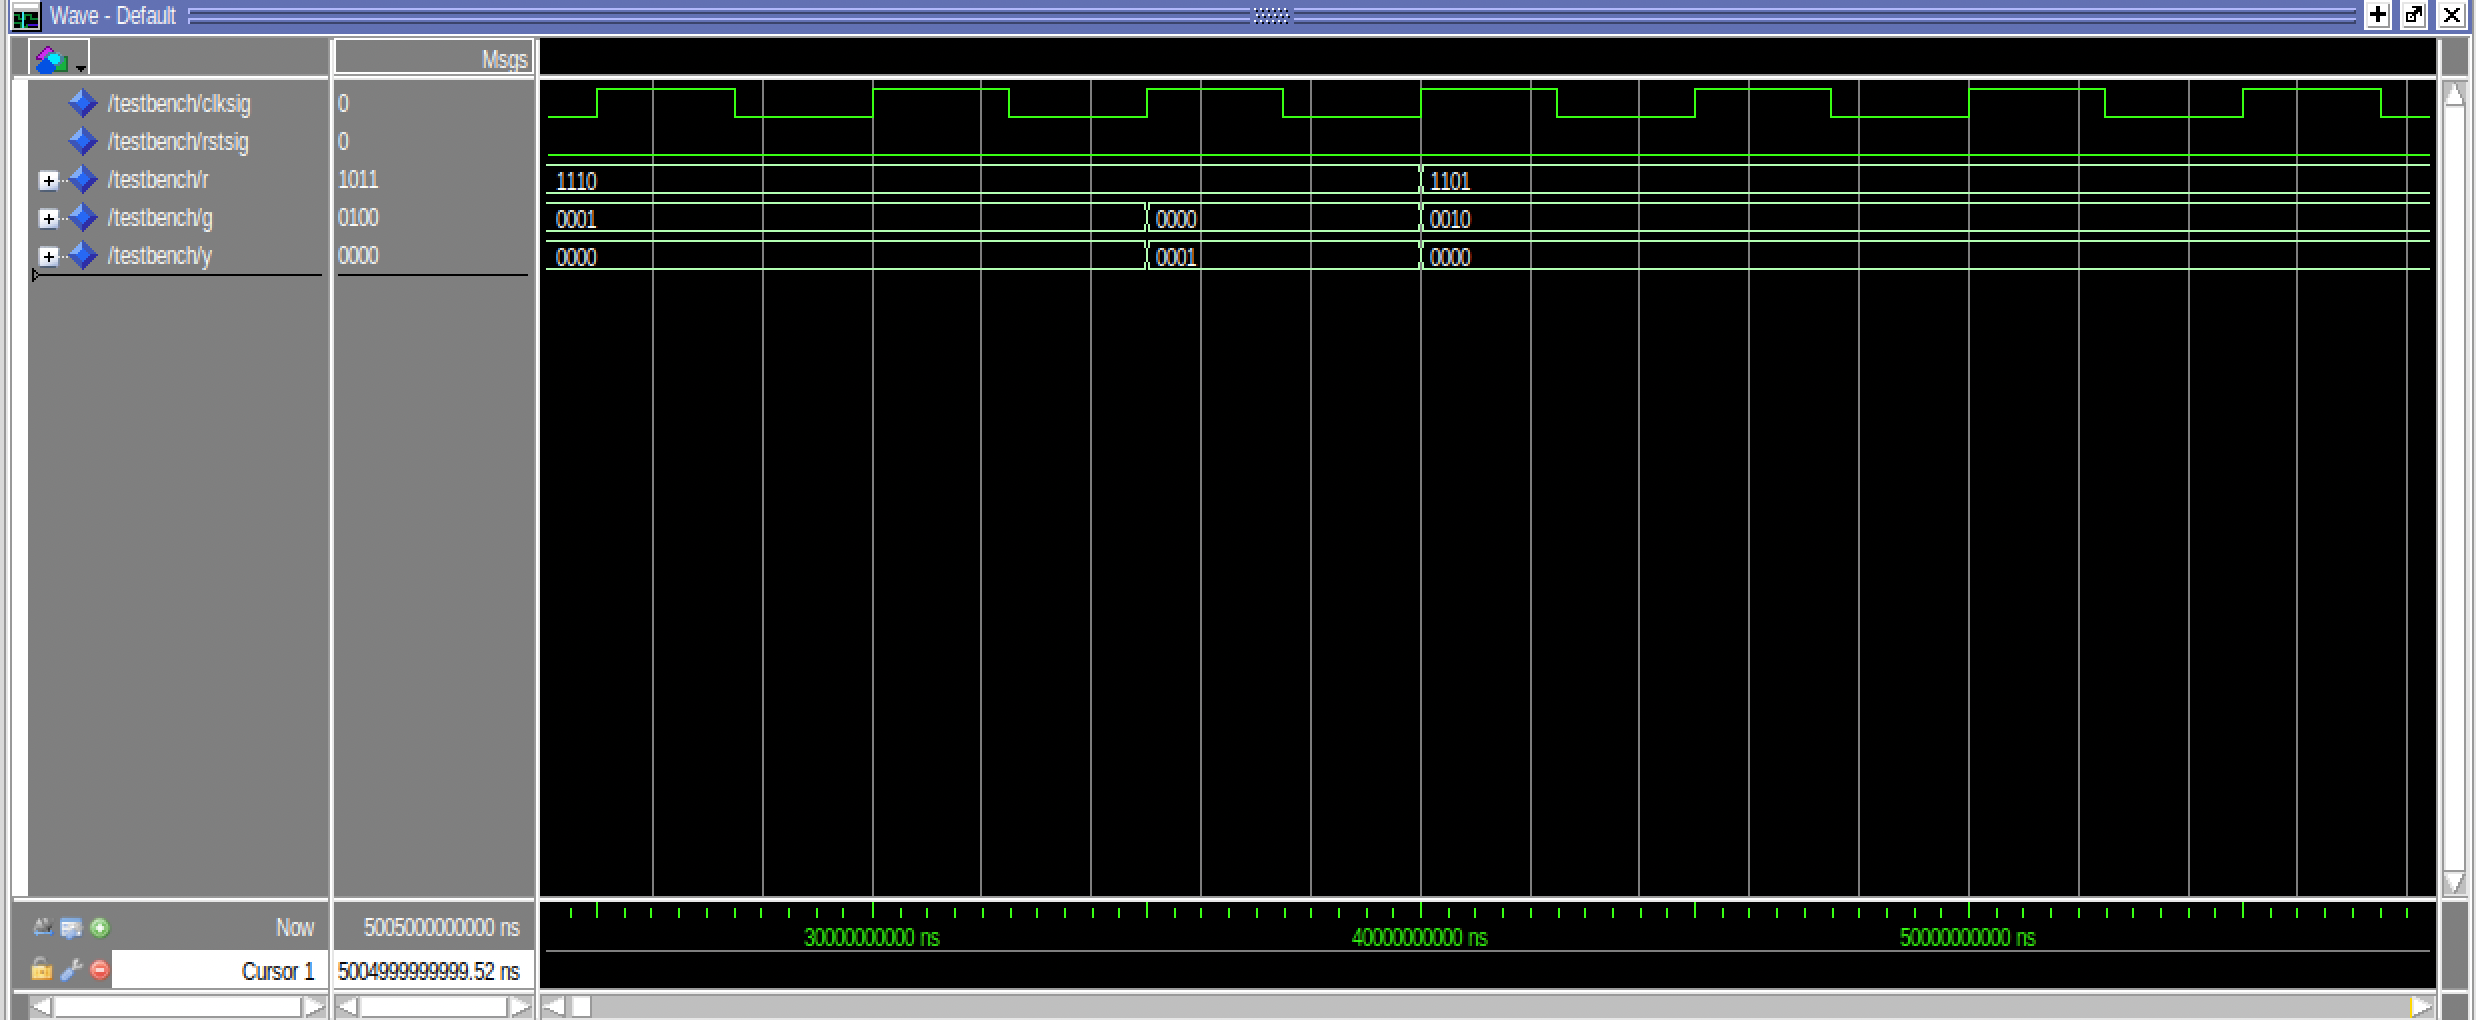 Wave - Default
Msgs
/testbench/clksig 0
/testbench/rstsig 0
/testbench/r 1011 1110 1101
/testbench/g 0100 0001 0000 0010
/testbench/y 0000 0000 0001 0000
Now 5005000000000 ns 30000000000 ns 40000000000 ns 50000000000 ns
Cursor 1 5004999999999.52 ns